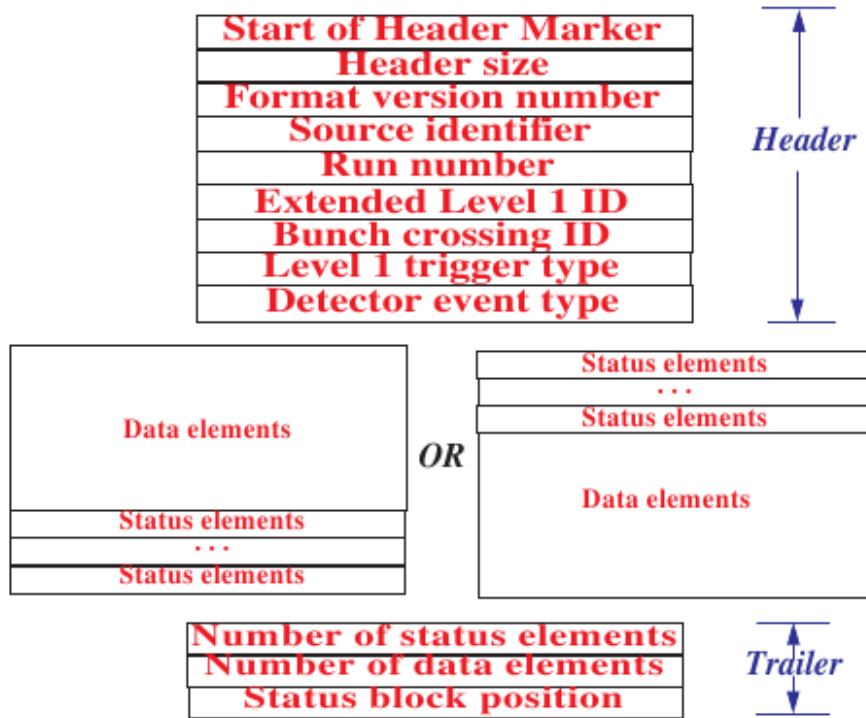 Start of Header Marker
Header size
Format version number
Source identifier
Run number
Extended Level 1 ID
Bunch crossing ID
Level 1 trigger type
Detector event type
Header
Data elements
Status elements
...
Status elements
OR
Status elements
...
Status elements
Data elements
Number of status elements
Number of data elements
Status block position
Trailer